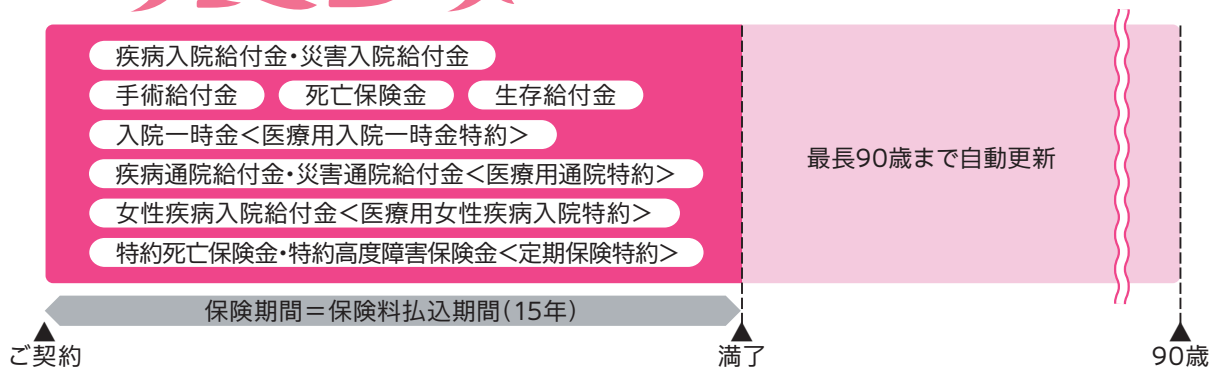 疾病入院給付金・災害入院給付金
手術給付金 死亡保険金 生存給付金
入院一時金＜医療用入院一時金特約＞
疾病通院給付金・災害通院給付金＜医療用通院特約＞
女性疾病入院給付金＜医療用女性疾病入院特約＞
特約死亡保険金・特約高度障害保険金＜定期保険特約＞
最長90歳まで自動更新
保険期間＝保険料払込期間（15年）
ご契約 満了 90歳